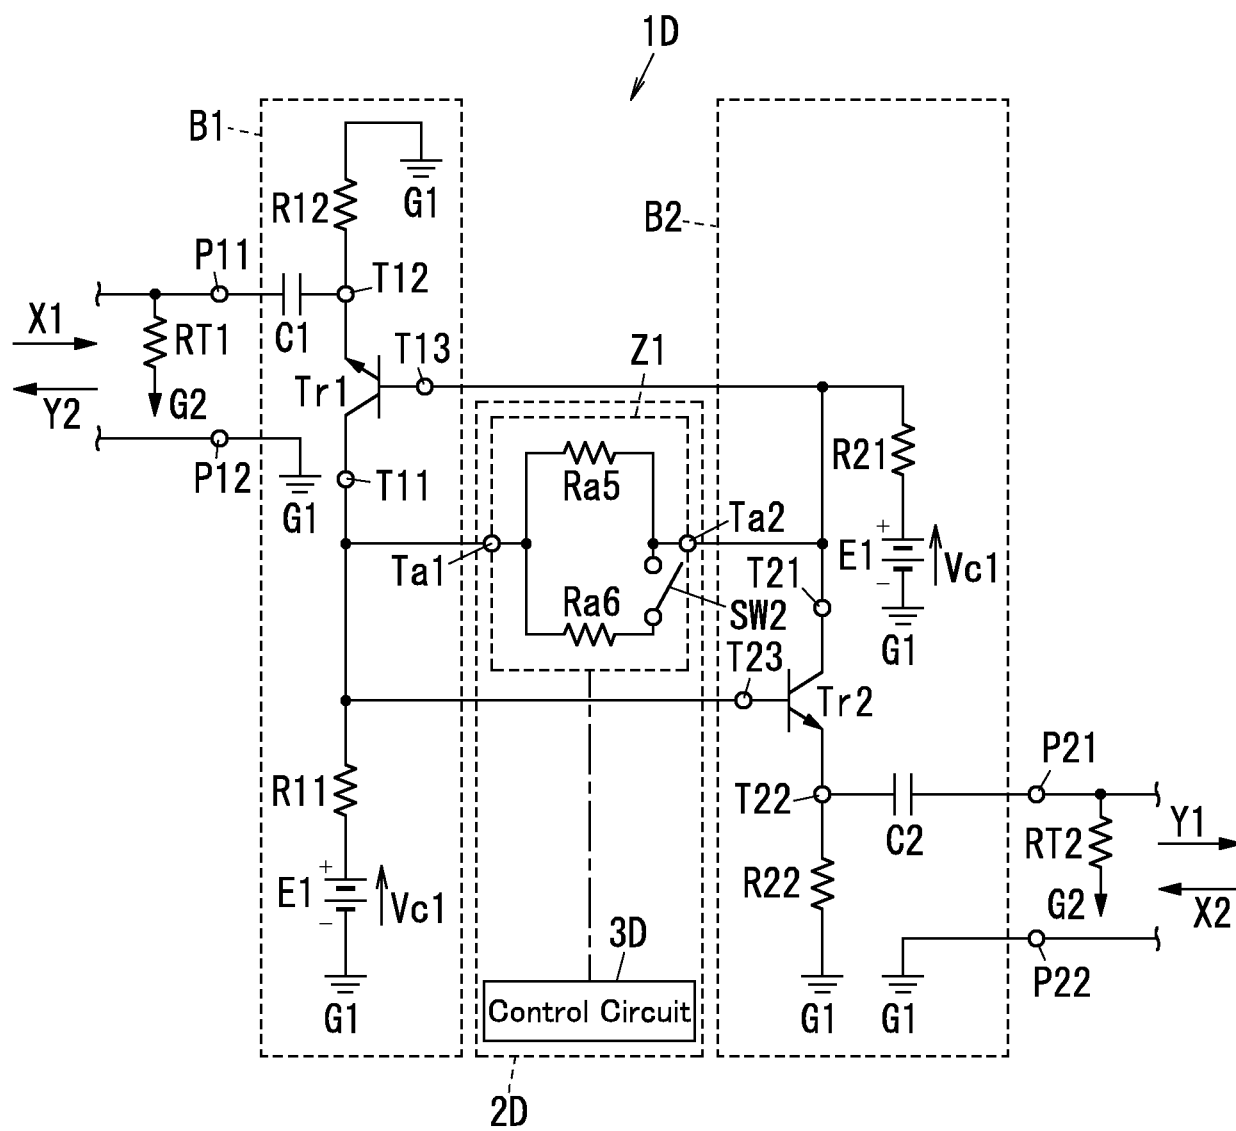 1D
B1
G1
R12
B2
P11
T12
X1
RT1
C1
T13
Z1
Tr1
Y2
G2
R21
P12
T11
Ra5
G1
Ta2
+
Ta1
E1
Vc1
T21
−
Ra6
SW2
G1
T23
Tr2
P21
R11
T22
C2
RT2
Y1
+
E1
Vc1
R22
G2
X2
−
3D
P22
Control Circuit
G1
G1
G1
2D